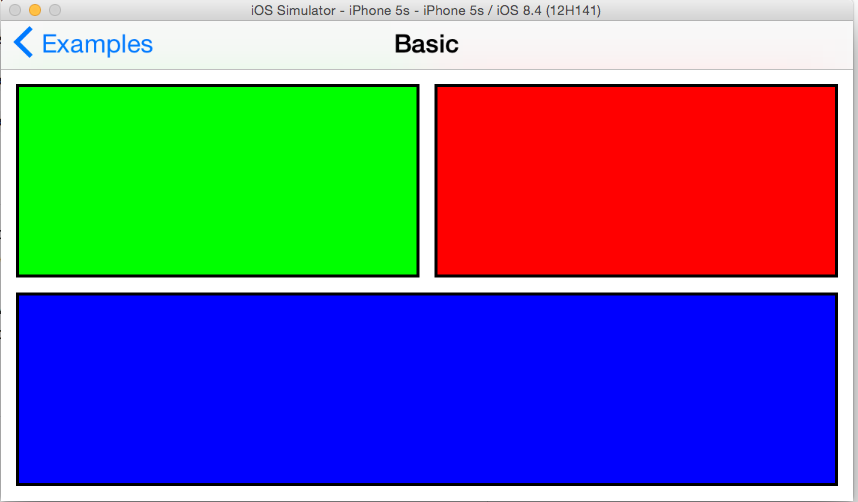 iOS Simulator - iPhone 5s - iPhone 5s / iOS 8.4 (12H141)
Examples
Basic